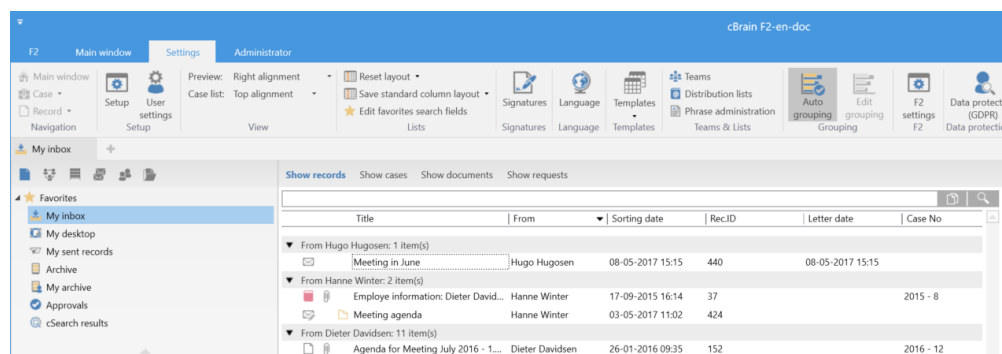 cBrain F2-en-doc
F2 Main window Settings Administrator
Main window Preview: Right alignment Reset layout Teams
Case Case list: Top alignment Save standard column layout Distribution lists
Record Setup User settings Edit favorites search fields Signatures Language Templates Phrase administration Auto grouping Edit grouping F2 settings Data protect (GDPR)
Navigation Setup View Lists Signatures Language Templates Teams & Lists Grouping F2 Data protectio
My inbox +
Show records Show cases Show documents Show requests
Favorites
My inbox
My desktop
My sent records
Archive
My archive
Approvals
cSearch results
Title From Sorting date Rec.ID Letter date Case No
From Hugo Hugosen: 1 item(s)
Meeting in June Hugo Hugosen 08-05-2017 15:15 440 08-05-2017 15:15
From Hanne Winter: 2 item(s)
Employe information: Dieter David... Hanne Winter 17-09-2015 16:14 37 2015 - 8
Meeting agenda Hanne Winter 03-05-2017 11:02 424
From Dieter Davidsen: 11 item(s)
Agenda for Meeting July 2016 - 1.... Dieter Davidsen 26-01-2016 09:35 152 2016 - 12